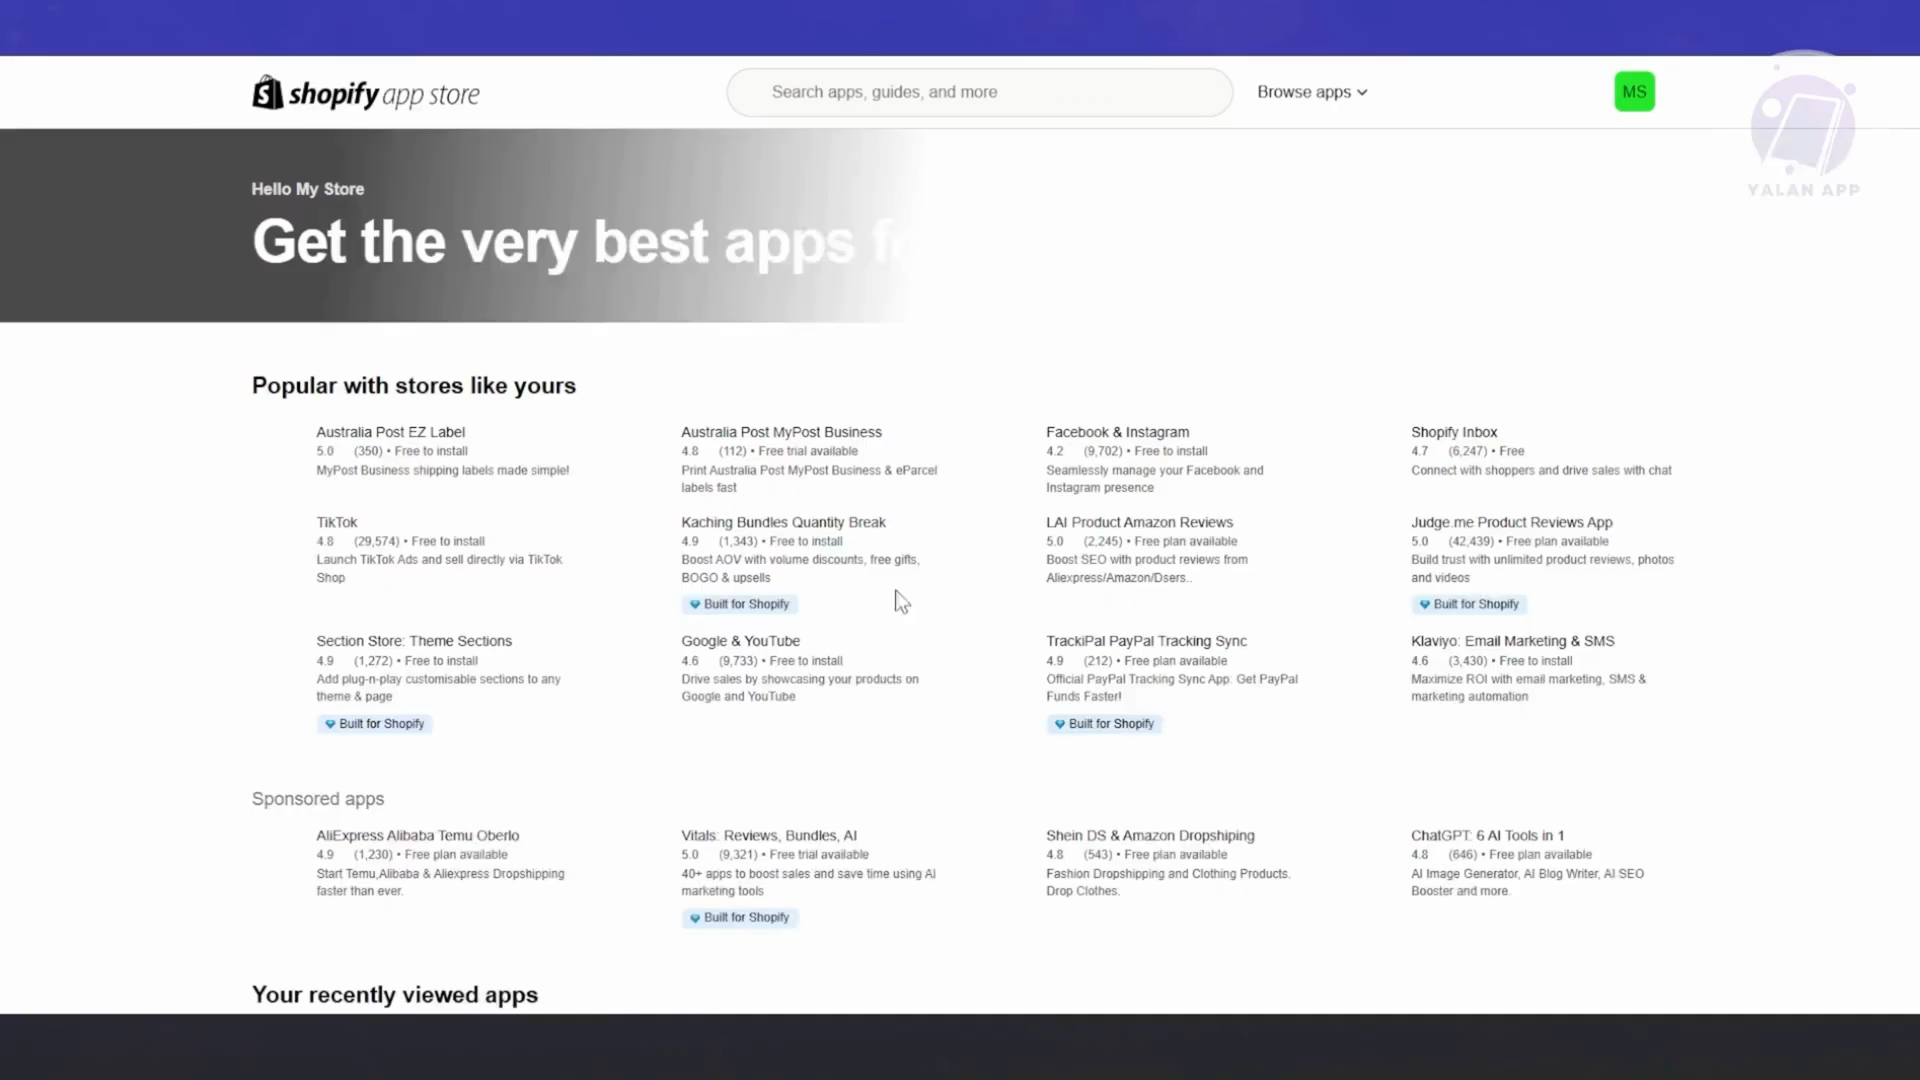 shopify app store
Search apps, guides, and more
Browse apps
MS
YALAN APP
Hello My Store
Get the very best apps fo
Popular with stores like yours
Australia Post EZ Label
5.0 (350) • Free to install
MyPost Business shipping labels made simple!
Australia Post MyPost Business
4.8 (112) • Free trial available
Print Australia Post MyPost Business & eParcel
labels fast
Facebook & Instagram
4.2 (9,702) • Free to install
Seamlessly manage your Facebook and
Instagram presence
Shopify Inbox
4.7 (6,247) • Free
Connect with shoppers and drive sales with chat
TikTok
4.8 (29,574) • Free to install
Launch TikTok Ads and sell directly via TikTok
Shop
Kaching Bundles Quantity Break
4.9 (1,343) • Free to install
Boost AOV with volume discounts, free gifts,
BOGO & upsells
Built for Shopify
LAI Product Amazon Reviews
5.0 (2,245) • Free plan available
Boost SEO with product reviews from
Aliexpress/Amazon/Dsers..
Judge.me Product Reviews App
5.0 (42,439) • Free plan available
Build trust with unlimited product reviews, photos
and videos
Built for Shopify
Section Store: Theme Sections
4.9 (1,272) • Free to install
Add plug-n-play customisable sections to any
theme & page
Built for Shopify
Google & YouTube
4.6 (9,733) • Free to install
Drive sales by showcasing your products on
Google and YouTube
TrackiPal PayPal Tracking Sync
4.9 (212) • Free plan available
Official PayPal Tracking Sync App. Get PayPal
Funds Faster!
Built for Shopify
Klaviyo: Email Marketing & SMS
4.6 (3,430) • Free to install
Maximize ROI with email marketing, SMS &
marketing automation
Sponsored apps
AliExpress Alibaba Temu Oberlo
4.9 (1,230) • Free plan available
Start Temu,Alibaba & Aliexpress Dropshipping
faster than ever.
Vitals: Reviews, Bundles, AI
5.0 (9,321) • Free trial available
40+ apps to boost sales and save time using AI
marketing tools
Built for Shopify
Shein DS & Amazon Dropshiping
4.8 (543) • Free plan available
Fashion Dropshipping and Clothing Products.
Drop Clothes.
ChatGPT: 6 AI Tools in 1
4.8 (646) • Free plan available
AI Image Generator, AI Blog Writer, AI SEO
Booster and more.
Your recently viewed apps